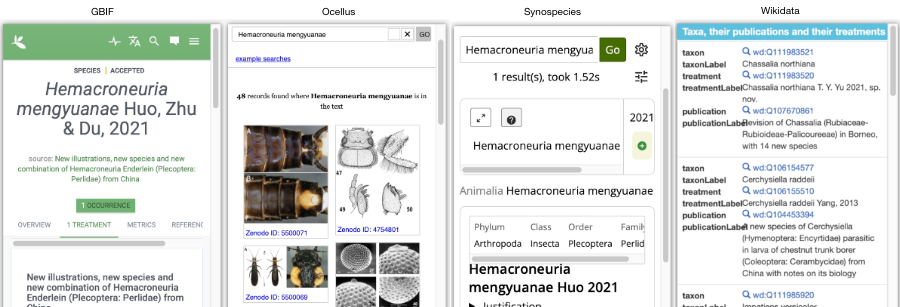 GBIF
SPECIES | ACCEPTED
Hemacroneuria
mengyuanae Huo, Zhu
& Du, 2021
source: New illustrations, new species and new
combination of Hemacroneuria Enderlein (Plecoptera:
Perlidae) from China
1 OCCURRENCE
OVERVIEW 1 TREATMENT METRICS REFERENC
New illustrations, new species and
new combination of Hemacroneuria
Enderlein (Plecoptera: Perlidae) from
China
Ocellus
Hemacroneuria mengyuanae × GO
example searches
48 records found where Hemacroneuria mengyuanae is in
the text
A
B
Zenodo ID: 5500071
47
49 50
Zenodo ID: 4754801
Zenodo ID: 5500069
Synospecies
Hemacroneuria mengyua Go
1 result(s), took 1.52s
2021
Hemacroneuria mengyuanae
Animalia Hemacroneuria mengyuanae
Phylum Class Order Family
Arthropoda Insecta Plecoptera Perlid
Hemacroneuria
mengyuanae Huo 2021
Justification
Wikidata
Taxa, their publications and their treatments
taxon wd:Q111983521
taxonLabel Chassalia northiana
treatment wd:Q111983520
treatmentLabel Chassalia northiana T. Y. Yu 2021, sp.
nov.
publication wd:Q107670861
publicationLabel Revision of Chassalia (Rubiaceae-
Rubioideae-Palicoureeae) in Borneo,
with 14 new species
taxon wd:Q106154577
taxonLabel Cerchysiella raddeii
treatment wd:Q106155510
treatmentLabel Cerchysiella raddeii Yang, 2013
publication wd:Q104453394
publicationLabel A new species of Cerchysiella
(Hymenoptera: Encyrtidae) parasitic
in larva of chestnut trunk borer
(Coleoptera: Cerambycidae) from
China with notes on its biology
taxon wd:Q111985920